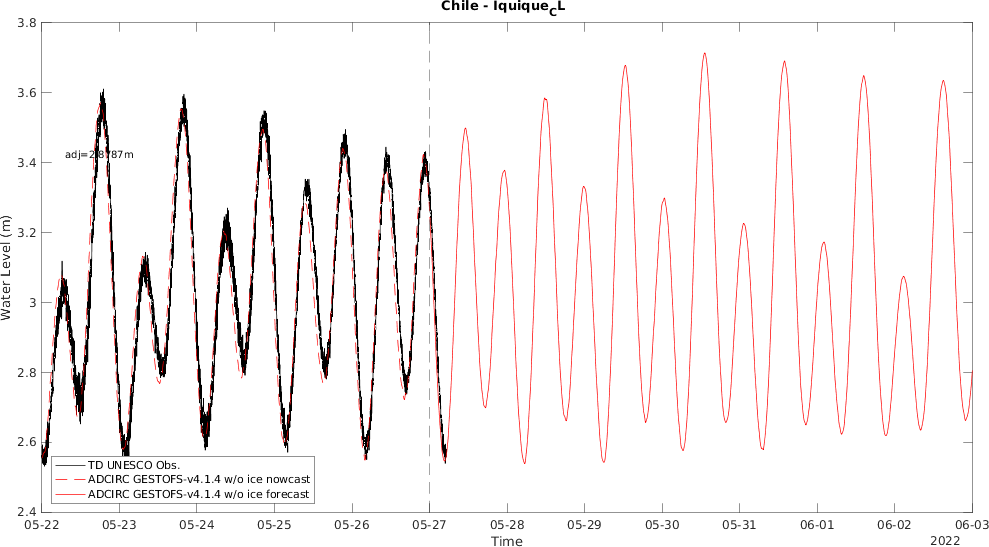 Chile - Iquique_CL
3.8
3.6
3.4
3.2
3
2.8
2.6
2.4
Water Level (m)
adj=2.8787m
TD UNESCO Obs.
ADCIRC GESTOFS-v4.1.4 w/o ice nowcast
ADCIRC GESTOFS-v4.1.4 w/o ice forecast
05-22 05-23 05-24 05-25 05-26 05-27 05-28 05-29 05-30 05-31 06-01 06-02 06-03
Time
2022